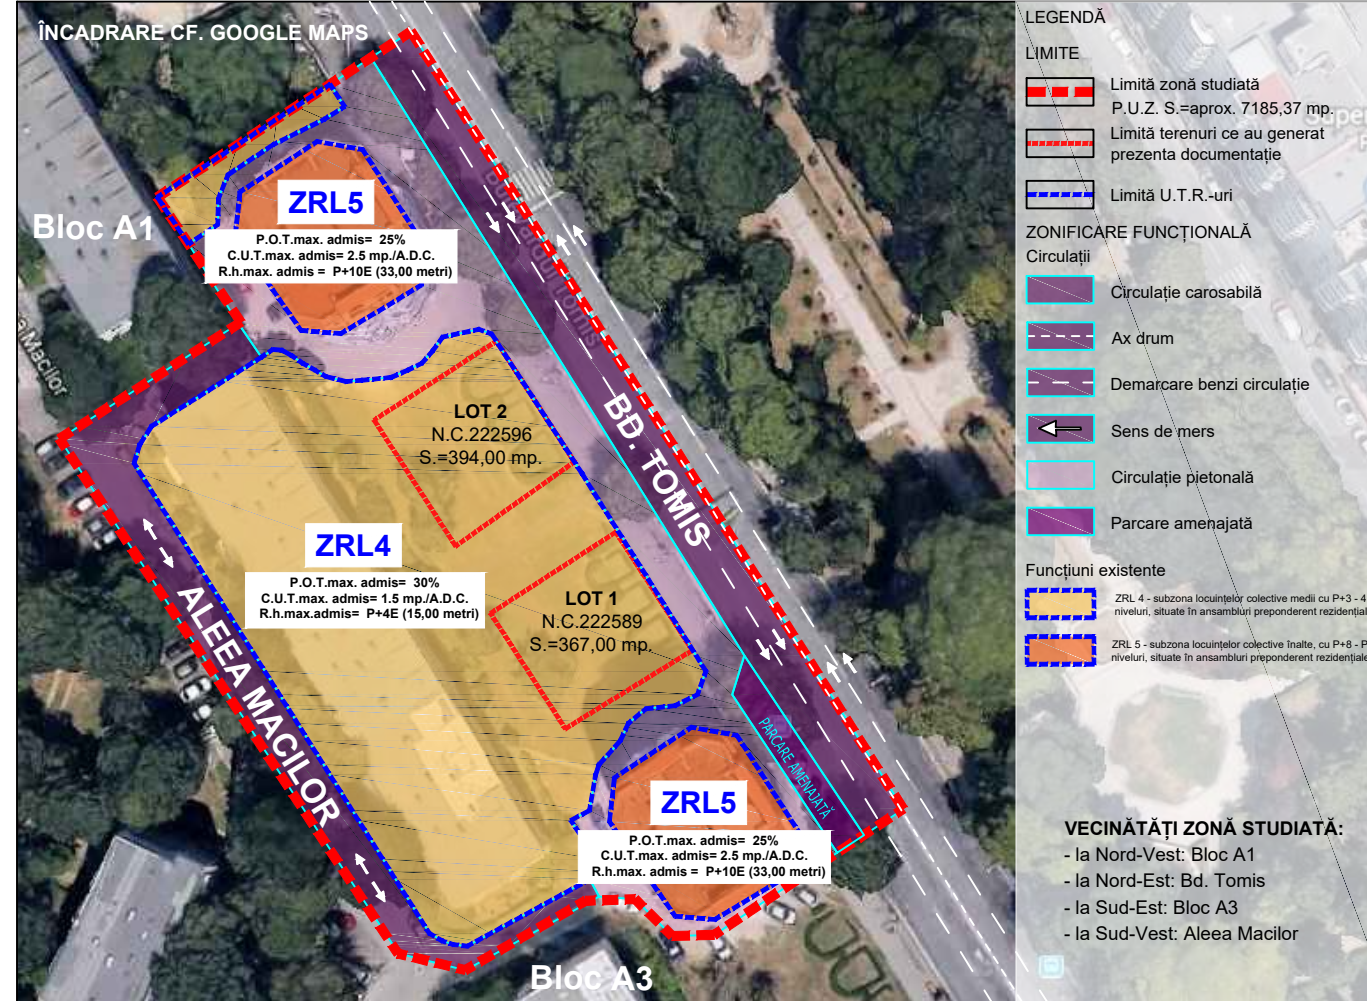 ÎNCADRARE CF. GOOGLE MAPS
Bloc A1
ZRL5
P.O.T.max. admis= 25%
C.U.T.max. admis= 2.5 mp./A.D.C.
R.h.max. admis = P+10E (33,00 metri)
LOT 2
N.C.222596
S.=394,00 mp.
BD. TOMIS
ZRL4
P.O.T.max. admis= 30%
C.U.T.max. admis= 1.5 mp./A.D.C.
R.h.max.admis= P+4E (15,00 metri)
LOT 1
N.C.222589
S.=367,00 mp.
ALEEA MACILOR
PARCARE AMENAJATĂ
ZRL5
P.O.T.max. admis= 25%
C.U.T.max. admis= 2.5 mp./A.D.C.
R.h.max. admis = P+10E (33,00 metri)
Bloc A3
LEGENDĂ
LIMITE
Limită zonă studiată
P.U.Z. S.=aprox. 7185,37 mp.
Limită terenuri ce au generat
prezenta documentație
Limită U.T.R.-uri
ZONIFICARE FUNCȚIONALĂ
Circulații
Circulație carosabilă
Ax drum
Demarcare benzi circulație
Sens de mers
Circulație pietonală
Parcare amenajată
Funcțiuni existente
ZRL 4 - subzona locuințelor colective medii cu P+3 - 4
niveluri, situate în ansambluri preponderent rezidențial
ZRL 5 - subzona locuințelor colective înalte, cu P+8 - P
niveluri, situate în ansambluri preponderent rezidențiale
VECINĂTĂȚI ZONĂ STUDIATĂ:
- la Nord-Vest: Bloc A1
- la Nord-Est: Bd. Tomis
- la Sud-Est: Bloc A3
- la Sud-Vest: Aleea Macilor